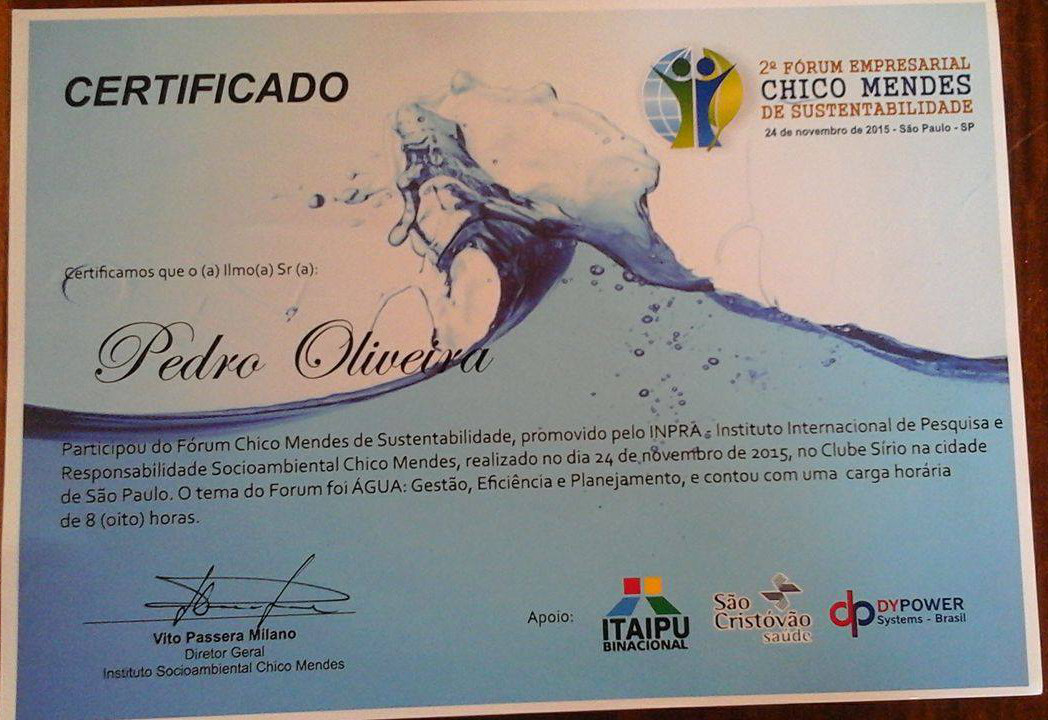 CERTIFICADO
2º FÓRUM EMPRESARIAL
CHICO MENDES
DE SUSTENTABILIDADE
24 de novembro de 2015 - São Paulo - SP
Certificamos que o (a) Ilmo(a) Sr (a):
Pedro Oliveira
Participou do Fórum Chico Mendes de Sustentabilidade, promovido pelo INPRA - Instituto Internacional de Pesquisa e
Responsabilidade Socioambiental Chico Mendes, realizado no dia 24 de novembro de 2015, no Clube Sírio na cidade
de São Paulo. O tema do Forum foi ÁGUA: Gestão, Eficiência e Planejamento, e contou com uma carga horária
de 8 (oito) horas.
Vito Passera Milano
Diretor Geral
Instituto Socioambiental Chico Mendes
Apoio:
ITAIPU
BINACIONAL
São
Cristóvão
saúde
dp DYPOWER
Systems - Brasil